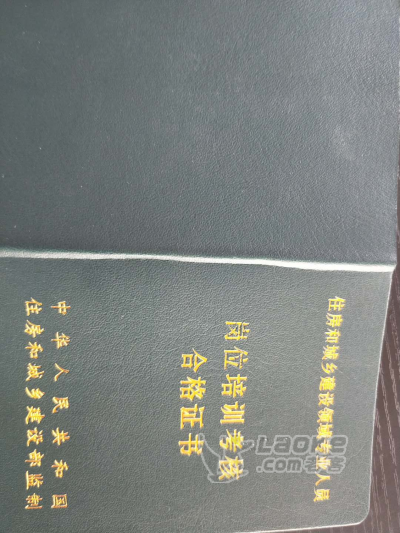 住房和城乡建设领域专业人员
岗位培训考核
合格证书
中华人民共和国
住房和城乡建设部监制
Laoke
老客